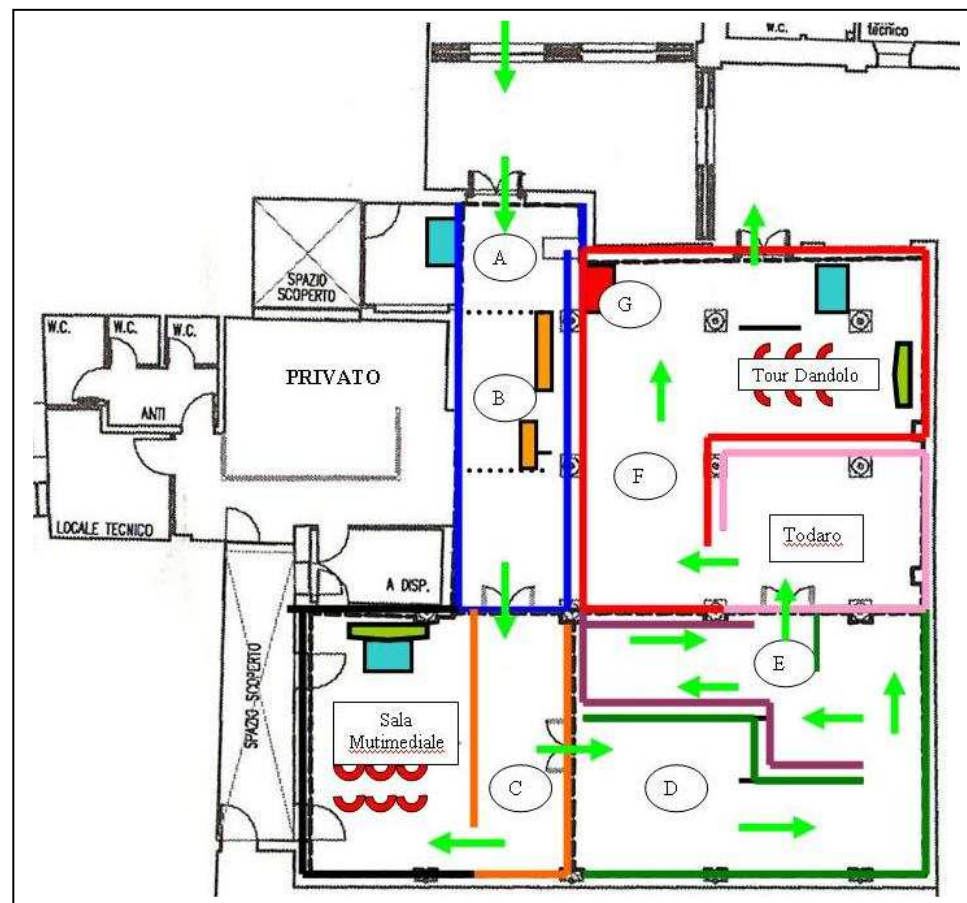 W.C.
TECNICO
A
SPAZIO
SCOPERTO
G
W.C.
W.C.
W.C.
PRIVATO
Tour Dandolo
B
ANTI
F
LOCALE TECNICO
Todaro
A DISP.
E
SPAZIO SCOPERTO
Sala
Mutimediale
C
D